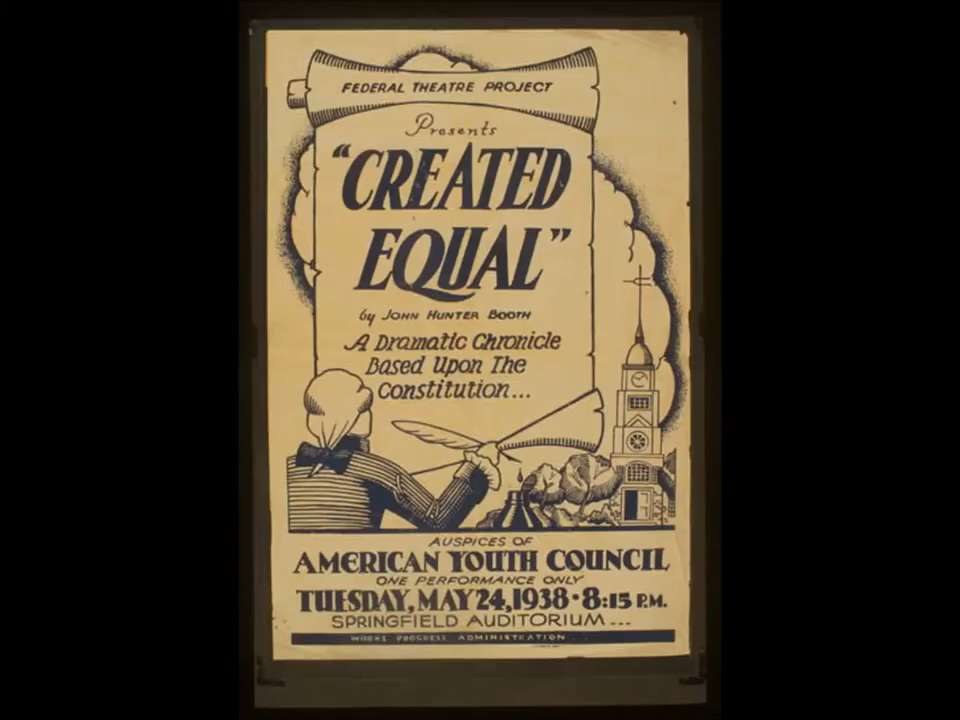 FEDERAL THEATRE PROJECT
Presents
"CREATED
EQUAL"
by JOHN HUNTER BOOTH
A Dramatic Chronicle
Based Upon The
Constitution...
AUSPICES OF
AMERICAN YOUTH COUNCIL
ONE PERFORMANCE ONLY
TUESDAY, MAY 24, 1938 · 8:15 P.M.
SPRINGFIELD AUDITORIUM ...
WORKS PROGRESS ADMINISTRATION...